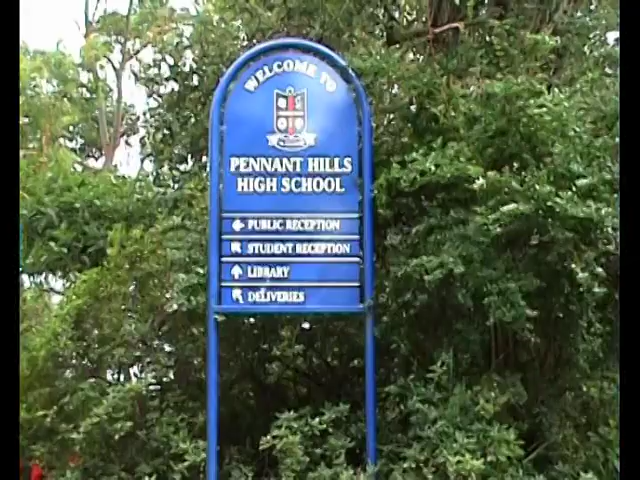 WELCOME TO
PENNANT HILLS
HIGH SCHOOL
PUBLIC RECEPTION
STUDENT RECEPTION
LIBRARY
DELIVERIES